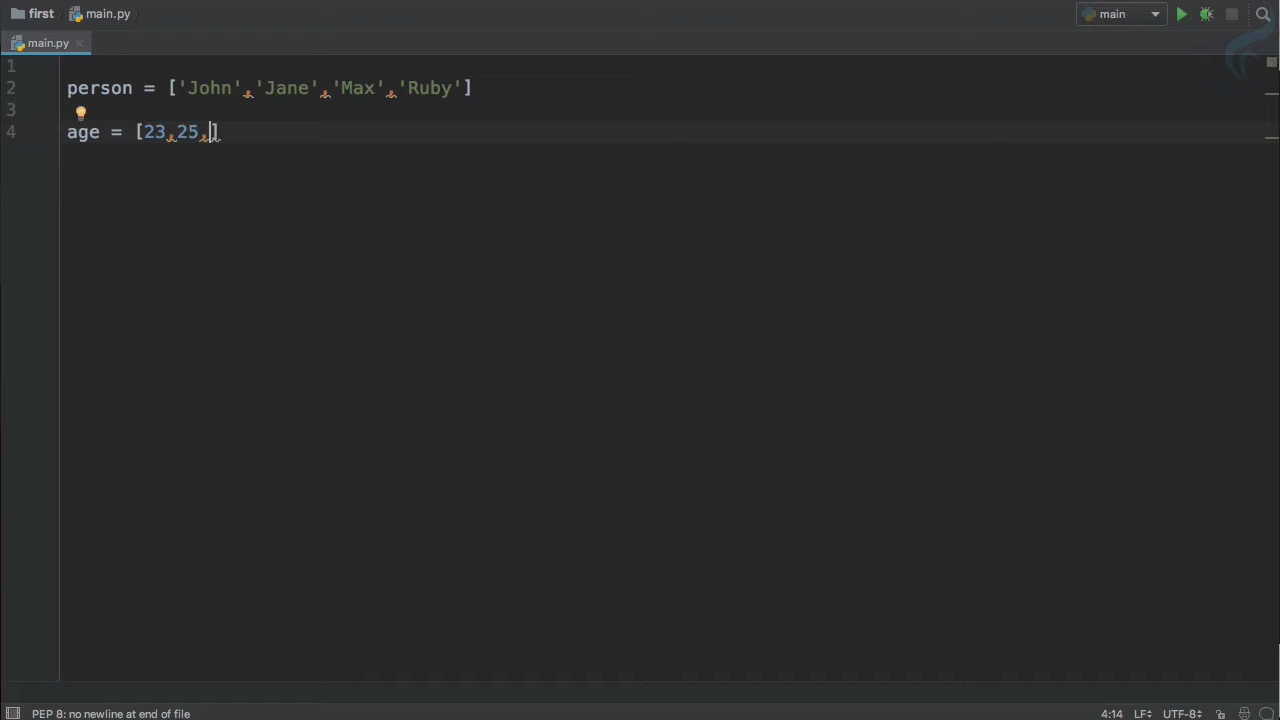 first main.py main
main.py
1
2 person = ['John','Jane','Max','Ruby']
3
4 age = [23,25,]
PEP 8: no newline at end of file 4:14 LF UTF-8